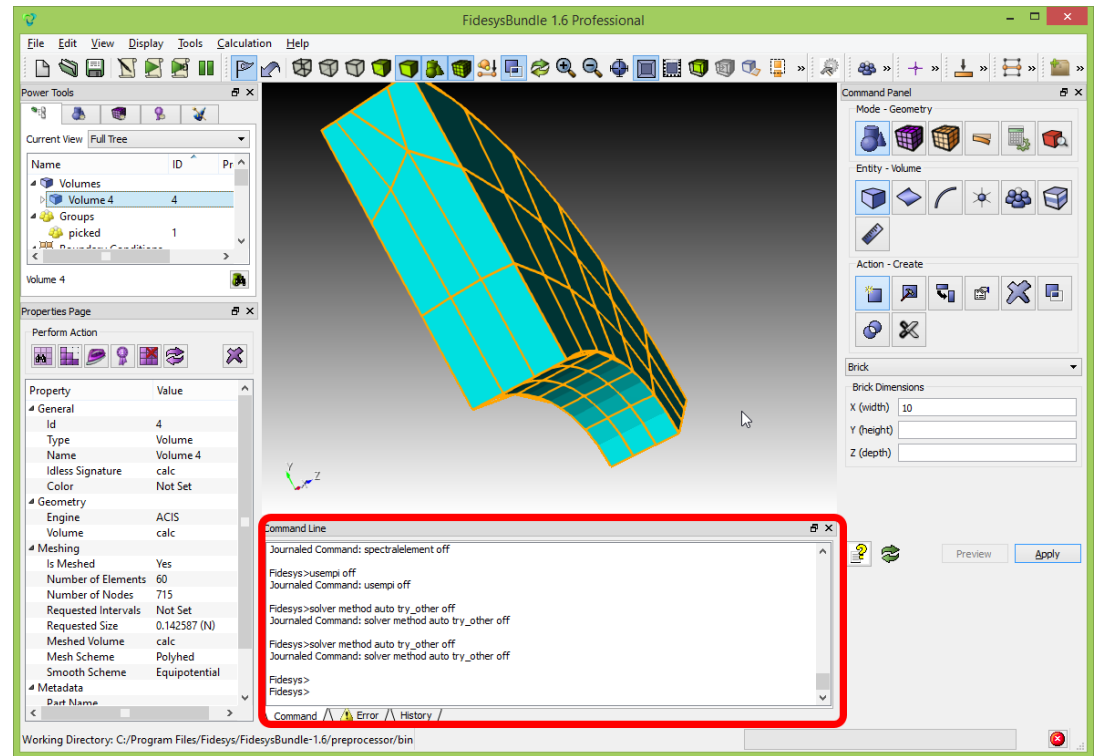 FidesysBundle 1.6 Professional
File Edit View Display Tools Calculation Help
Power Tools
Current View Full Tree
Name ID Pr
Volumes
Volume 4 4
Groups
picked 1
Boundary Conditions
Volume 4
Properties Page
Perform Action
Property Value
General
Id 4
Type Volume
Name Volume 4
Idless Signature calc
Color Not Set
Geometry
Engine ACIS
Volume calc
Meshing
Is Meshed Yes
Number of Elements 60
Number of Nodes 715
Requested Intervals Not Set
Requested Size 0.142587 (N)
Meshed Volume calc
Mesh Scheme Polyhed
Smooth Scheme Equipotential
Metadata
Part Name
Y
Z
Command Line
Journaled Command: spectralelement off
Fidesys>usempi off
Journaled Command: usempi off
Fidesys>solver method auto try_other off
Journaled Command: solver method auto try_other off
Fidesys>solver method auto try_other off
Journaled Command: solver method auto try_other off
Fidesys>
Fidesys>
Command Error History
Command Panel
Mode - Geometry
Entity - Volume
Action - Create
Brick
Brick Dimensions
X (width) 10
Y (height)
Z (depth)
Preview Apply
Working Directory: C:/Program Files/Fidesys/FidesysBundle-1.6/preprocessor/bin